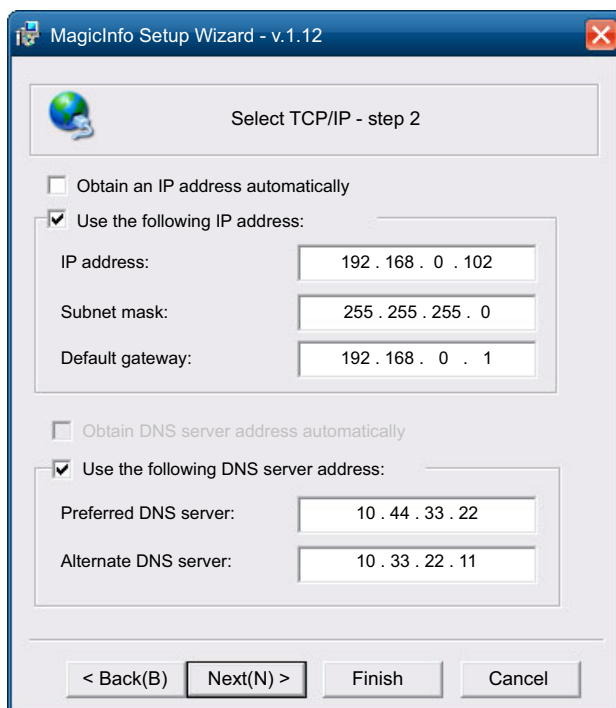 MagicInfo Setup Wizard - v.1.12
Select TCP/IP - step 2
Obtain an IP address automatically
Use the following IP address:
IP address: 192 . 168 . 0 . 102
Subnet mask: 255 . 255 . 255 . 0
Default gateway: 192 . 168 . 0 . 1
Obtain DNS server address automatically
Use the following DNS server address:
Preferred DNS server: 10 . 44 . 33 . 22
Alternate DNS server: 10 . 33 . 22 . 11
< Back(B) Next(N) > Finish Cancel